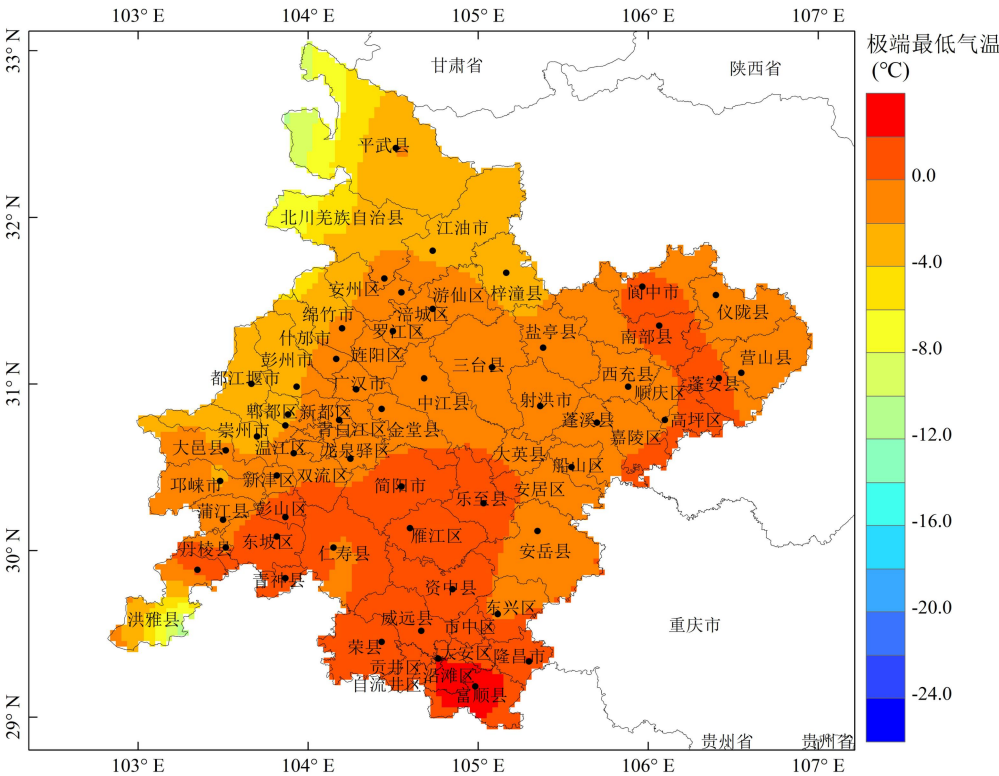 103° E 104° E 105° E 106° E 107° E
极端最低气温
(℃)
33° N
32° N
31° N
30° N
29° N
甘肃省
陕西省
平武县
北川羌族自治县
江油市
安州区
游仙区
梓潼县
阆中市
仪陇县
绵竹市
涪城区
罗江区
盐亭县
南部县
什邡市
旌阳区
彭州市
三台县
营山县
都江堰市
广汉市
西充县
蓬安县
中江县
射洪市
顺庆区
郫都区
新都区
蓬溪县
高坪区
崇州市
青白江区
金堂县
嘉陵区
大邑县
温江区
龙泉驿区
大英县
船山区
邛崃市
新津区
双流区
简阳市
乐至县
安居区
蒲江县
彭山区
丹棱县
东坡区
仁寿县
雁江区
安岳县
青神县
资中县
东兴区
洪雅县
威远县
市中区
重庆市
荣县
大安区
隆昌市
贡井区
沿滩区
自流井区
富顺县
贵州省
贵州省
0.0
-4.0
-8.0
-12.0
-16.0
-20.0
-24.0
103° E 104° E 105° E 106° E 107° E